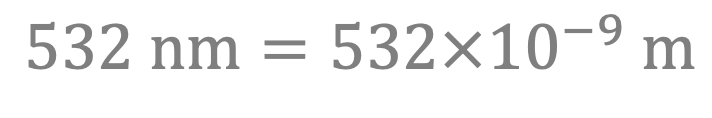 532 nm = 532×10⁻⁹ m